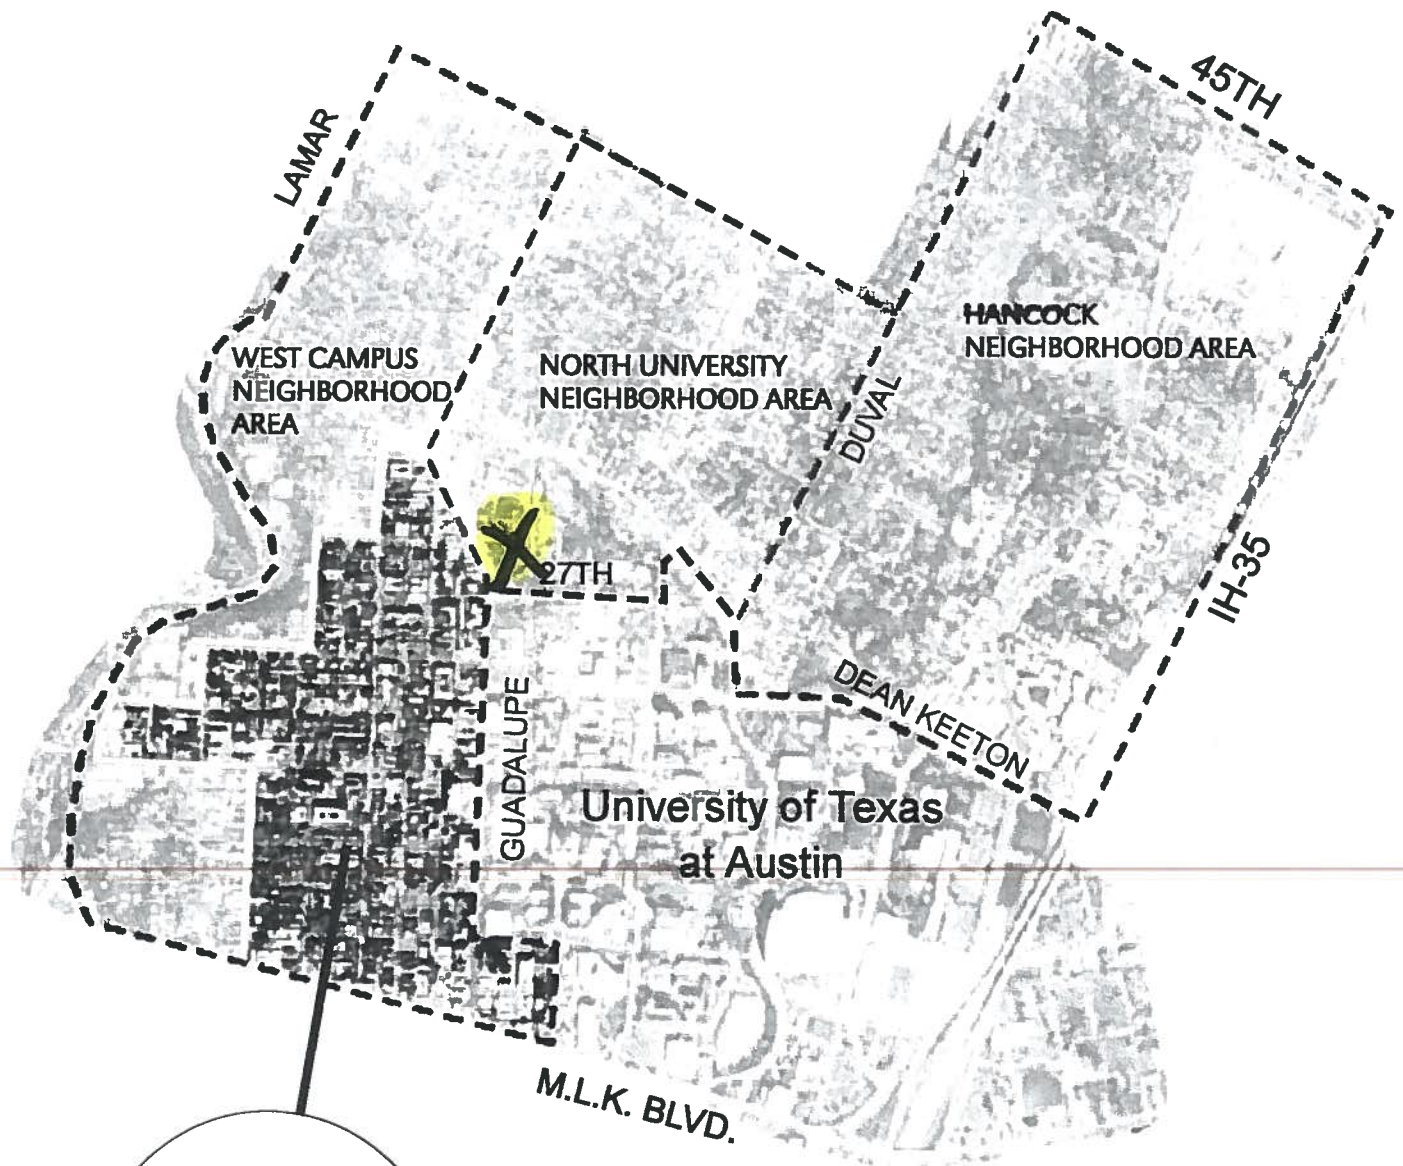 45TH
LAMAR
HANCOCK
NEIGHBORHOOD AREA
WEST CAMPUS
NEIGHBORHOOD
AREA
NORTH UNIVERSITY
NEIGHBORHOOD AREA
DUVAL
27TH
IH-35
DEAN KEETON
GUADALUPE
University of Texas
at Austin
M.L.K. BLVD.